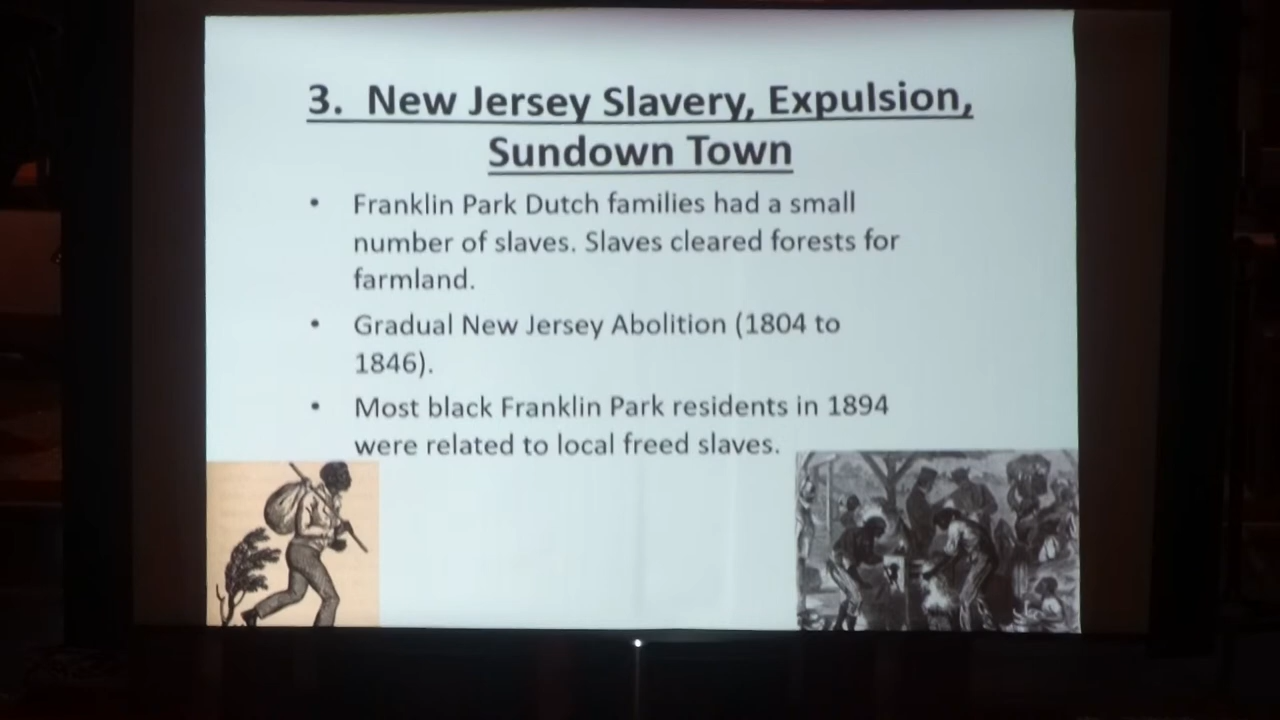 3. New Jersey Slavery, Expulsion,
Sundown Town
• Franklin Park Dutch families had a small
number of slaves. Slaves cleared forests for
farmland.
• Gradual New Jersey Abolition (1804 to
1846).
• Most black Franklin Park residents in 1894
were related to local freed slaves.